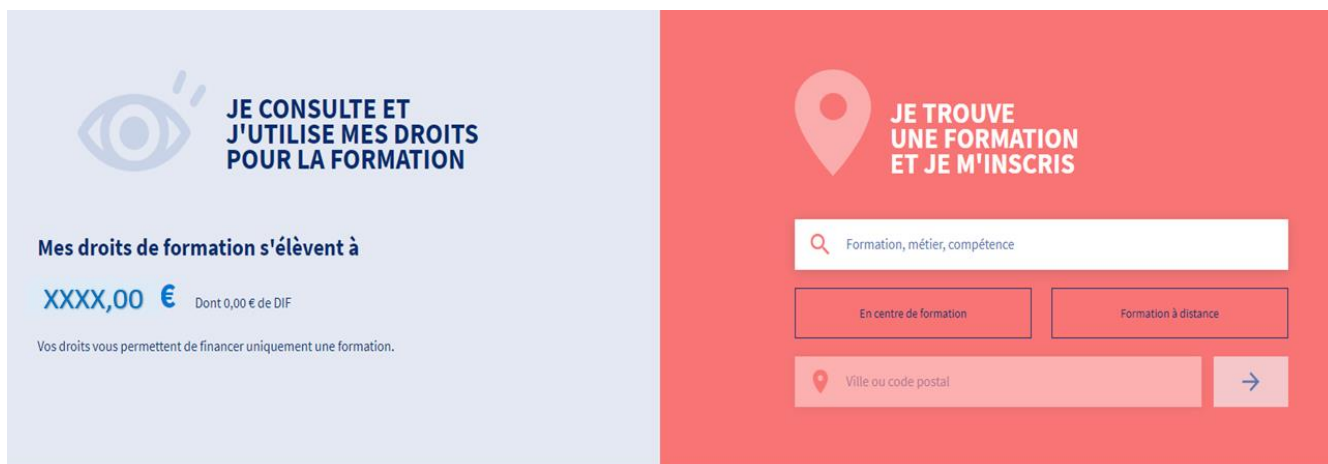 JE CONSULTE ET
J'UTILISE MES DROITS
POUR LA FORMATION
Mes droits de formation s'élèvent à
XXXX,00 €
Dont 0,00 € de DIF
Vos droits vous permettent de financer uniquement une formation.
JE TROUVE
UNE FORMATION
ET JE M'INSCRIS
Formation, métier, compétence
En centre de formation
Formation à distance
Ville ou code postal